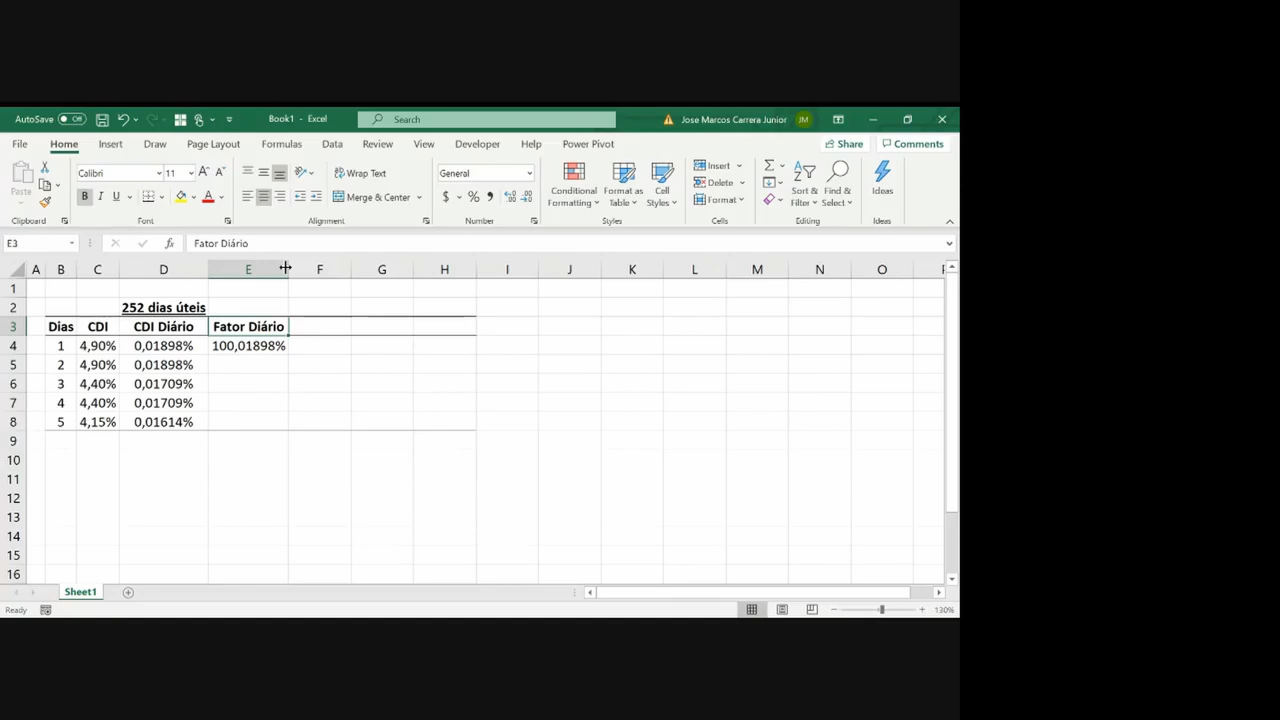 AutoSave Off Book1 - Excel Search Jose Marcos Carrera Junior JM
File Home Insert Draw Page Layout Formulas Data Review View Developer Help Power Pivot Share Comments
Paste Calibri 11 A A Wrap Text General Insert Σ
B I U A Merge & Center $ % 9 Conditional Formatting Format as Table Cell Styles Delete Format Sort & Filter Find & Select Ideas
Clipboard Font Alignment Number Styles Cells Editing Ideas
E3 fx Fator Diário
A B C D E F G H I J K L M N O P
1
2 252 dias úteis
3 Dias CDI CDI Diário Fator Diário
4 1 4,90% 0,01898% 100,01898%
5 2 4,90% 0,01898%
6 3 4,40% 0,01709%
7 4 4,40% 0,01709%
8 5 4,15% 0,01614%
9
10
11
12
13
14
15
16
Sheet1
Ready 130%